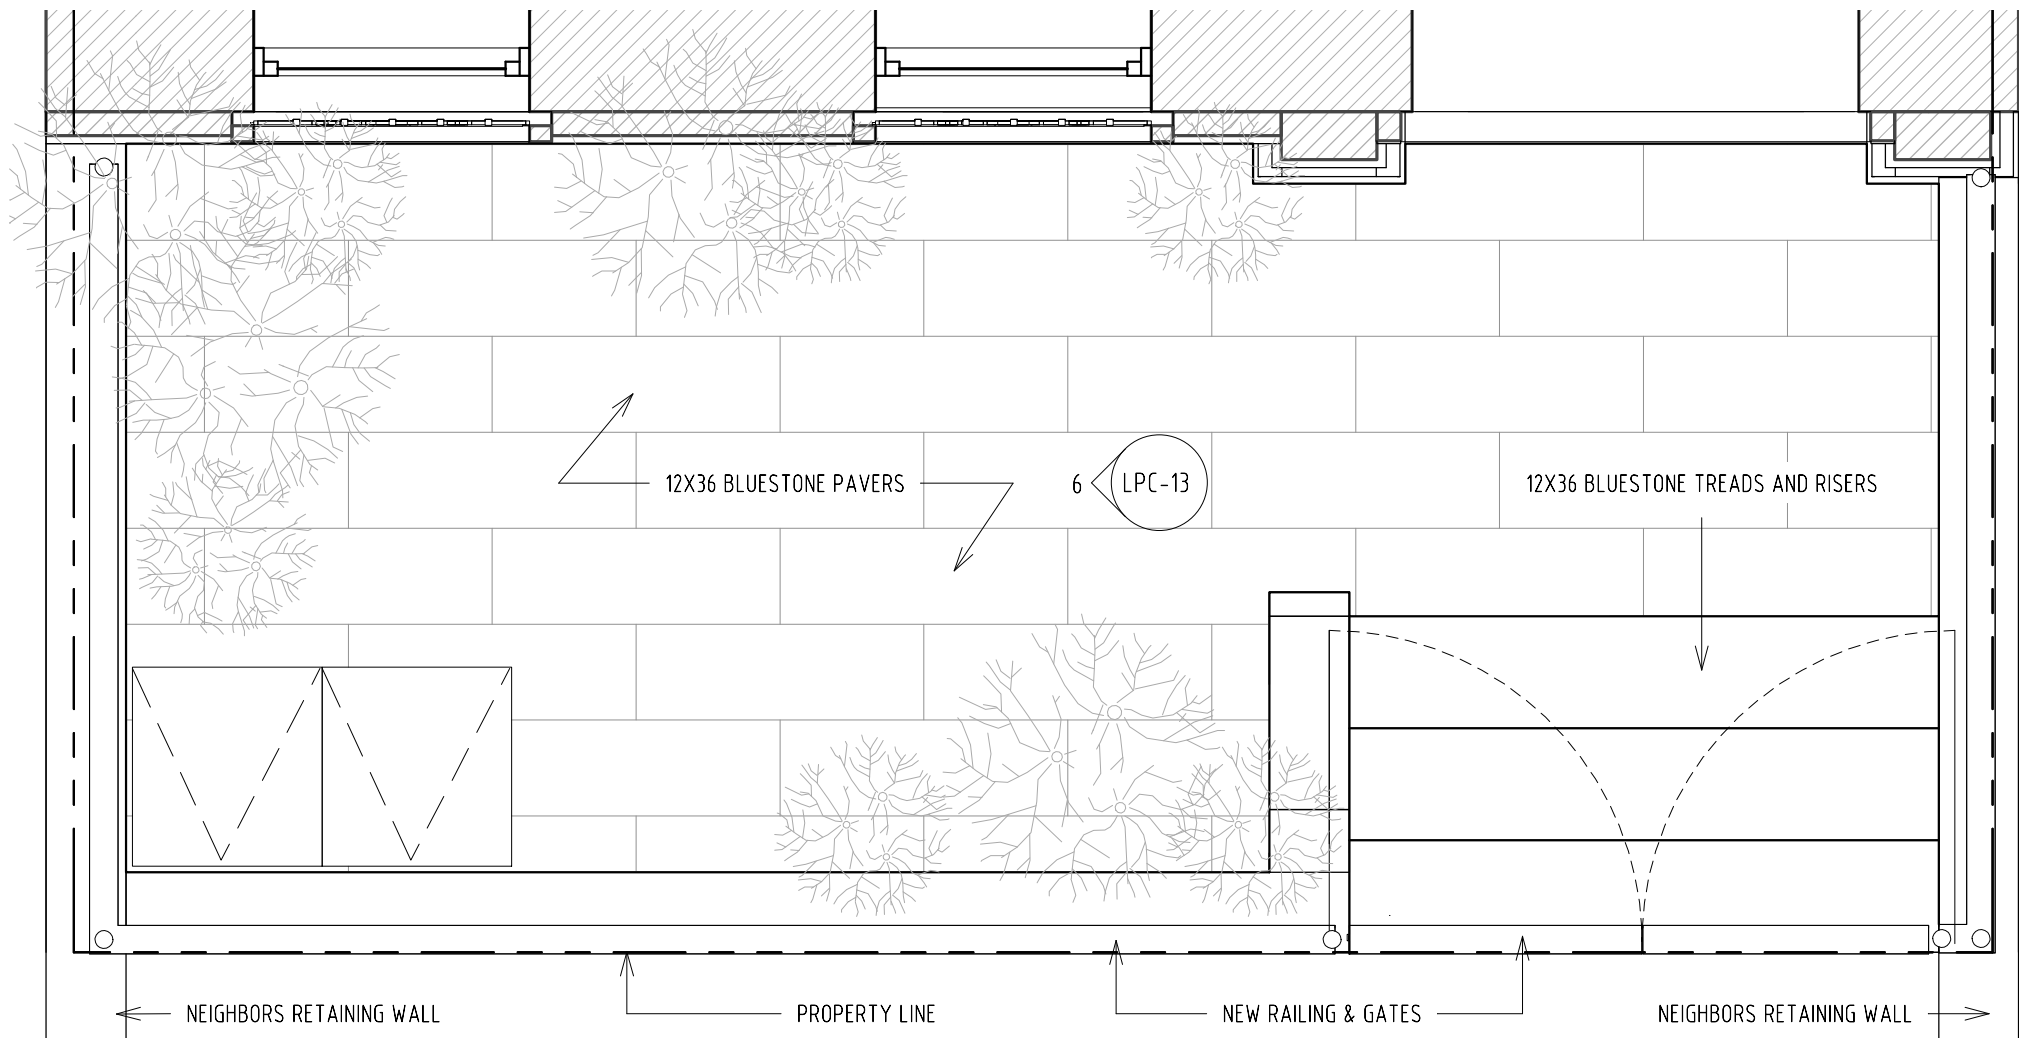 12X36 BLUESTONE PAVERS
6
LPC-13
12X36 BLUESTONE TREADS AND RISERS
NEIGHBORS RETAINING WALL
PROPERTY LINE
NEW RAILING & GATES
NEIGHBORS RETAINING WALL